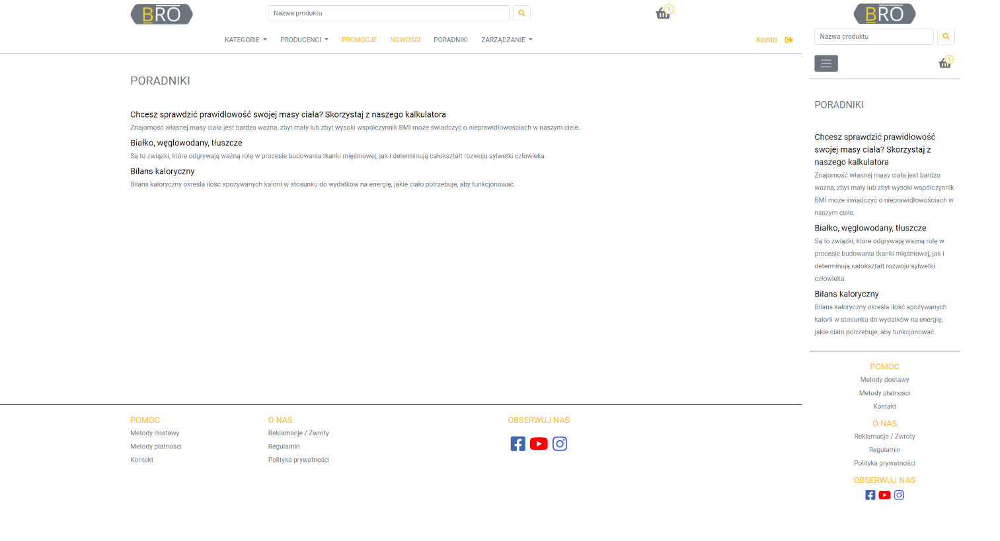 BRO
Nazwa produktu
1
KATEGORIE PRODUCENCI PROMOCJE NOWOŚCI PORADNIKI ZARZĄDZANIE Konto
PORADNIKI
Chcesz sprawdzić prawidłowość swojej masy ciała? Skorzystaj z naszego kalkulatora
Znajomość własnej masy ciała jest bardzo ważna, zbyt mały lub zbyt wysoki współczynnik BMI może świadczyć o nieprawidłowościach w naszym ciele.
Białko, węglowodany, tłuszcze
Są to związki, które odgrywają ważną rolę w procesie budowania tkanki mięśniowej, jak i determinują całokształt rozwoju sylwetki człowieka.
Bilans kaloryczny
Bilans kaloryczny określa ilość spożywanych kalorii w stosunku do wydatków na energię, jakie ciało potrzebuje, aby funkcjonować.
POMOC
Metody dostawy
Metody płatności
Kontakt
O NAS
Reklamacje / Zwroty
Regulamin
Polityka prywatności
OBSERWUJ NAS
BRO
Nazwa produktu
1
PORADNIKI
Chcesz sprawdzić prawidłowość
swojej masy ciała? Skorzystaj z
naszego kalkulatora
Znajomość własnej masy ciała jest bardzo
ważna, zbyt mały lub zbyt wysoki współczynnik
BMI może świadczyć o nieprawidłowościach w
naszym ciele.
Białko, węglowodany, tłuszcze
Są to związki, które odgrywają ważną rolę w
procesie budowania tkanki mięśniowej, jak i
determinują całokształt rozwoju sylwetki
człowieka.
Bilans kaloryczny
Bilans kaloryczny określa ilość spożywanych
kalorii w stosunku do wydatków na energię,
jakie ciało potrzebuje, aby funkcjonować.
POMOC
Metody dostawy
Metody płatności
Kontakt
O NAS
Reklamacje / Zwroty
Regulamin
Polityka prywatności
OBSERWUJ NAS